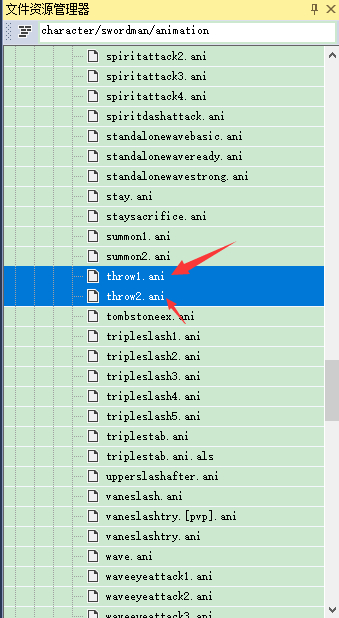 文件资源管理器
character/swordman/animation
spiritattack2.ani
spiritattack3.ani
spiritattack4.ani
spiritdashattack.ani
standalonewavebasic.ani
standalonewaveready.ani
standalonewavestrong.ani
stay.ani
staysacrifice.ani
summon1.ani
summon2.ani
throw1.ani
throw2.ani
tombstoneex.ani
tripleslash1.ani
tripleslash2.ani
tripleslash3.ani
tripleslash4.ani
tripleslash5.ani
triplestab.ani
triplestab.ani.als
upperslashafter.ani
vaneslash.ani
vaneslashtry.[pvp].ani
vaneslashtry.ani
wave.ani
waveeyeattack1.ani
waveeyeattack2.ani
waveeyeattack3.ani